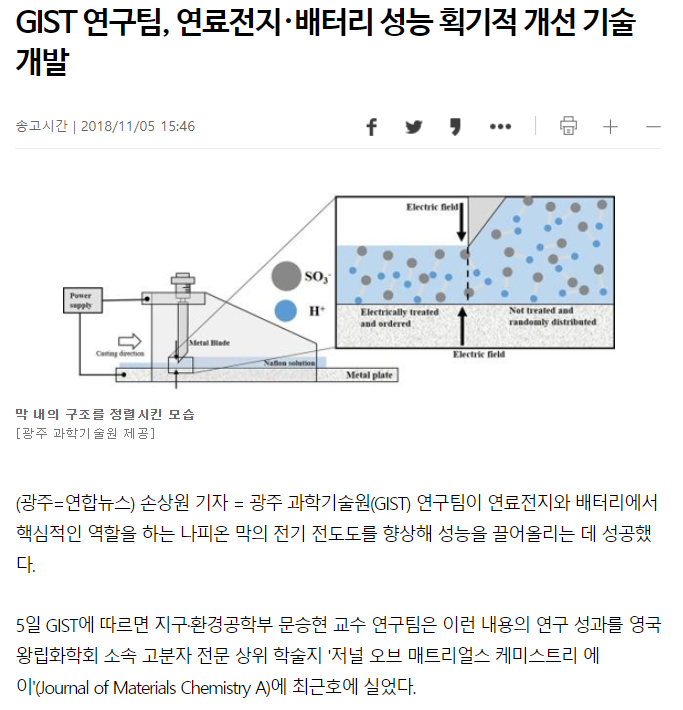 GIST 연구팀, 연료전지·배터리 성능 획기적 개선 기술
개발
송고시간 | 2018/11/05 15:46
Electric field
SO₃⁻
H⁺
Power
supply
Electrically treated
and ordered
Not treated and
randomly distributed
Metal Blade
Casting direction
Electric field
Nafion solution
Metal plate
막 내의 구조를 정렬시킨 모습
[광주 과학기술원 제공]
(광주=연합뉴스) 손상원 기자 = 광주 과학기술원(GIST) 연구팀이 연료전지와 배터리에서
핵심적인 역할을 하는 나피온 막의 전기 전도도를 향상해 성능을 끌어올리는 데 성공했
다.
5일 GIST에 따르면 지구·환경공학부 문승현 교수 연구팀은 이런 내용의 연구 성과를 영국
왕립화학회 소속 고분자 전문 상위 학술지 '저널 오브 매트리얼스 케미스트리 에
이'(Journal of Materials Chemistry A)에 최근호에 실었다.